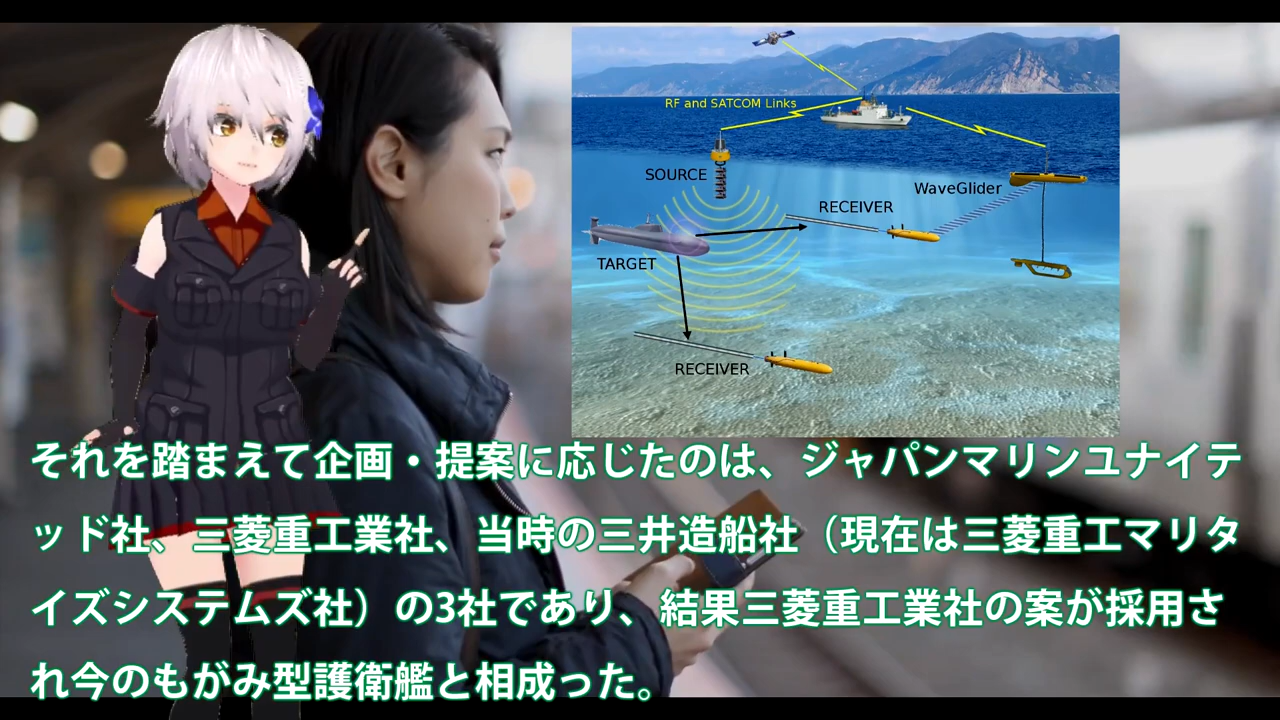 RF and SATCOM Links
SOURCE
WaveGlider
RECEIVER
TARGET
RECEIVER
それを踏まえて企画・提案に応じたのは、ジャパンマリンユナイテ
ッド社、三菱重工業社、当時の三井造船社（現在は三菱重工マリタ
イズシステムズ社）の3社であり、結果三菱重工業社の案が採用さ
れ今のもがみ型護衛艦と相成った。